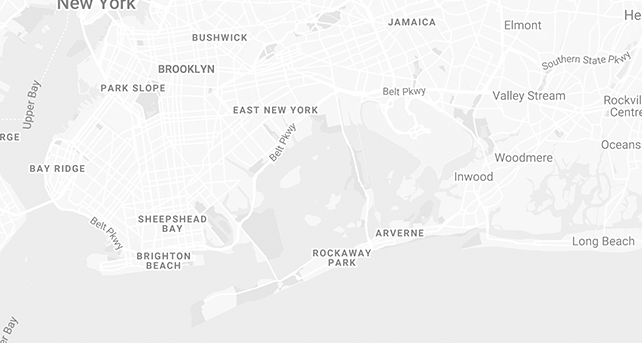 New York
JAMAICA
Elmont
He
BUSHWICK
Southern State Pkwy
BROOKLYN
PARK SLOPE
Belt Pkwy
Valley Stream
Upper Bay
EAST NEW YORK
Rockvil
Centre
RGE
Belt Pkwy
Oceans
Woodmere
BAY RIDGE
Inwood
SHEEPSHEAD
BAY
Belt Pkwy
ARVERNE
Long Beach
BRIGHTON
BEACH
ROCKAWAY
PARK
er Bay